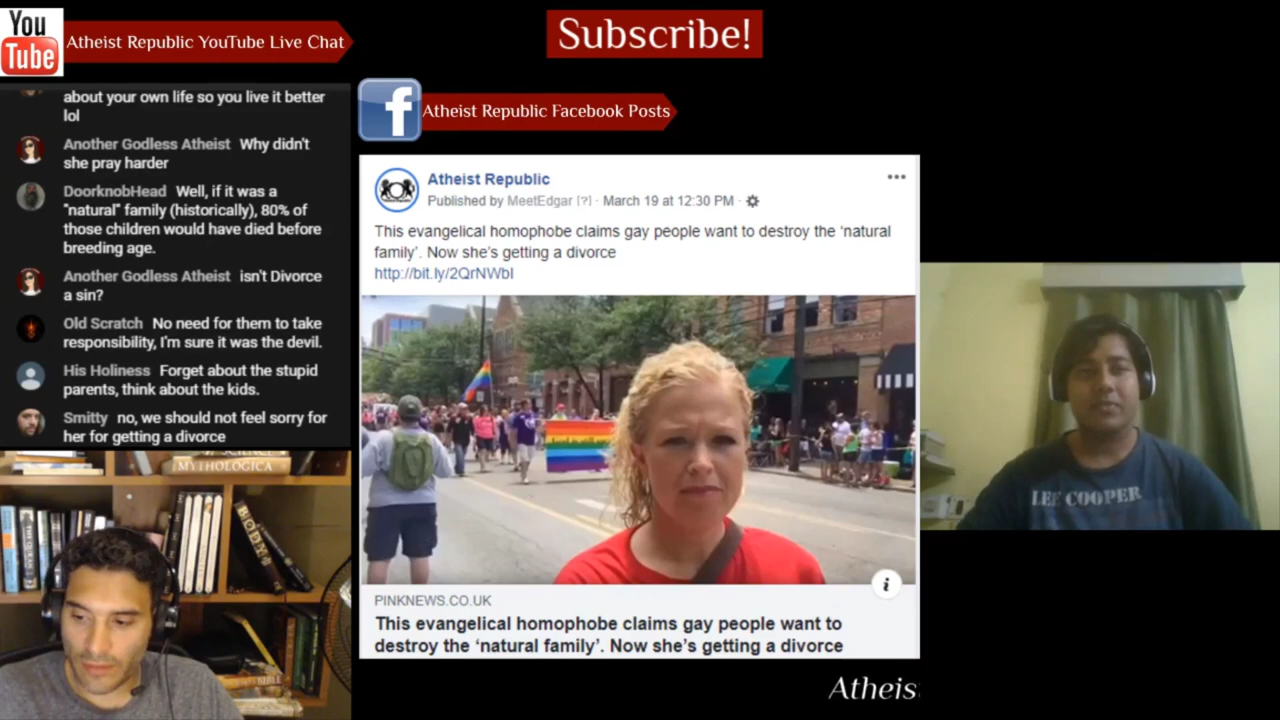 You
Tube
Atheist Republic YouTube Live Chat
Subscribe!
about your own life so you live it better
lol
Another Godless Atheist Why didn't
she pray harder
DoorknobHead Well, if it was a
"natural" family (historically), 80% of
those children would have died before
breeding age.
Another Godless Atheist isn't Divorce
a sin?
Old Scratch No need for them to take
responsibility, I'm sure it was the devil.
His Holiness Forget about the stupid
parents, think about the kids.
Smitty no, we should not feel sorry for
her for getting a divorce
f
Atheist Republic Facebook Posts
Atheist Republic
Published by MeetEdgar [?] · March 19 at 12:30 PM ·
This evangelical homophobe claims gay people want to destroy the ‘natural
family’. Now she’s getting a divorce
http://bit.ly/2QrNWbI
i
PINKNEWS.CO.UK
This evangelical homophobe claims gay people want to
destroy the ‘natural family’. Now she’s getting a divorce
MYTHOLOGICA
BODY
LEE COOPER
Atheis